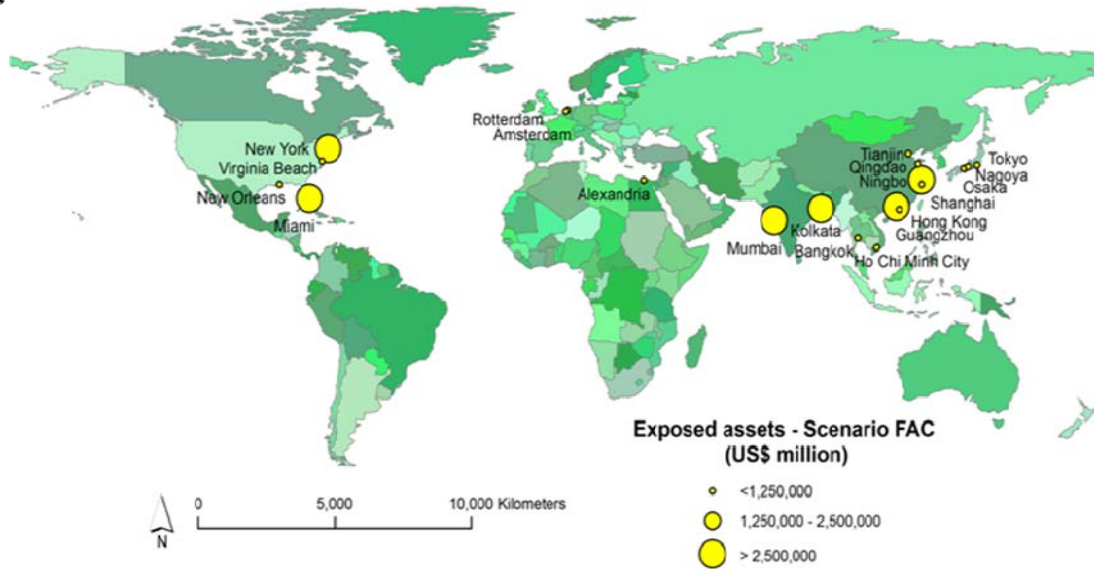 Rotterdam
Amsterdam
New York
Virginia Beach
New Orleans
Miami
Alexandria
Tianjin
Qingdao
Ningbo
Tokyo
Nagoya
Osaka
Shanghai
Hong Kong
Guangzhou
Mumbai
Kolkata
Bangkok
Ho Chi Minh City
Exposed assets - Scenario FAC
(US$ million)
<1,250,000
1,250,000 - 2,500,000
> 2,500,000
0 5,000 10,000 Kilometers
N